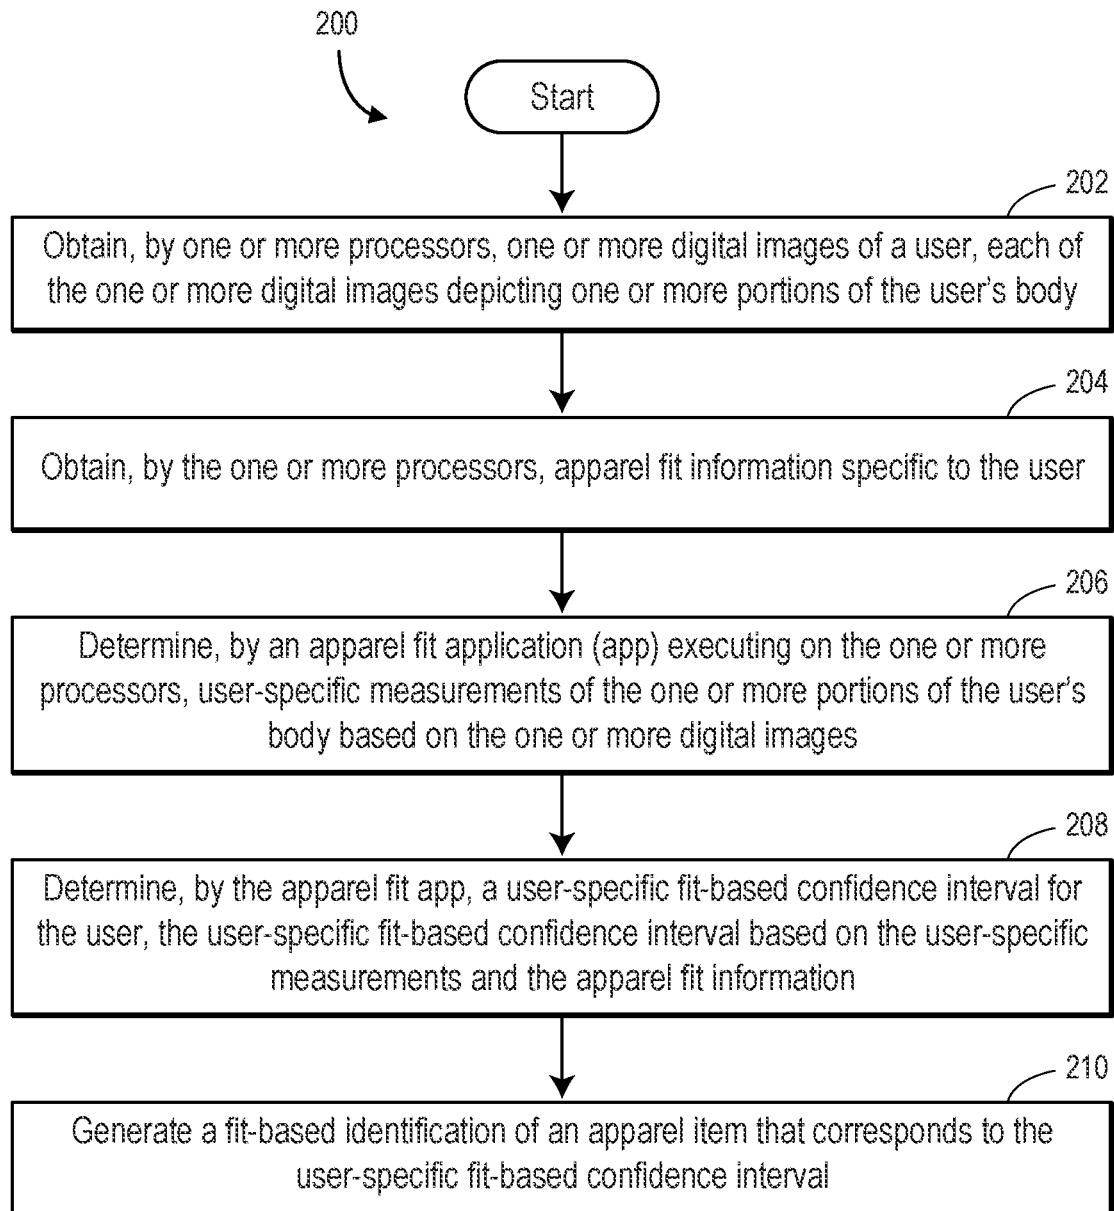 200
Start
202
Obtain, by one or more processors, one or more digital images of a user, each of
the one or more digital images depicting one or more portions of the user's body
204
Obtain, by the one or more processors, apparel fit information specific to the user
206
Determine, by an apparel fit application (app) executing on the one or more
processors, user-specific measurements of the one or more portions of the user's
body based on the one or more digital images
208
Determine, by the apparel fit app, a user-specific fit-based confidence interval for
the user, the user-specific fit-based confidence interval based on the user-specific
measurements and the apparel fit information
210
Generate a fit-based identification of an apparel item that corresponds to the
user-specific fit-based confidence interval